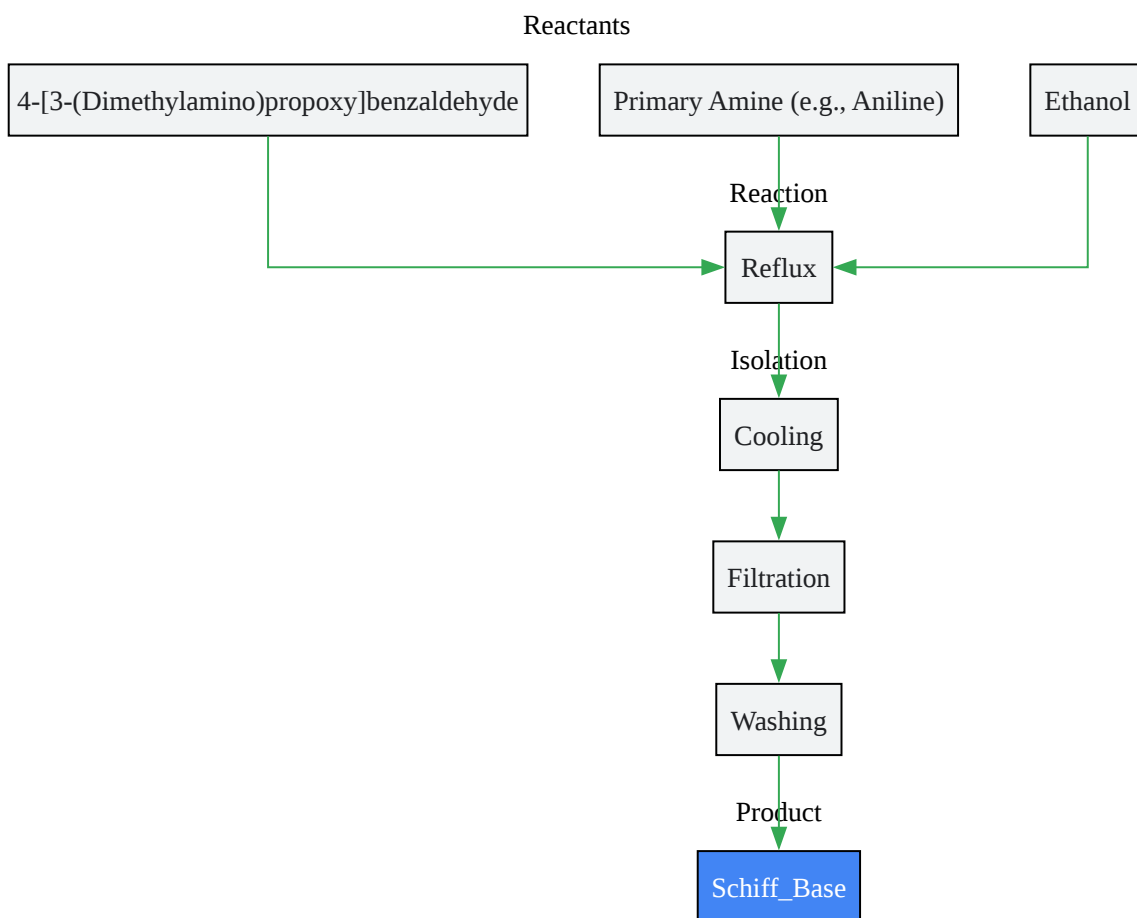 Reactants
4-[3-(Dimethylamino)propoxy]benzaldehyde
Primary Amine (e.g., Aniline)
Ethanol
Reaction
Reflux
Isolation
Cooling
Filtration
Washing
Product
Schiff_Base